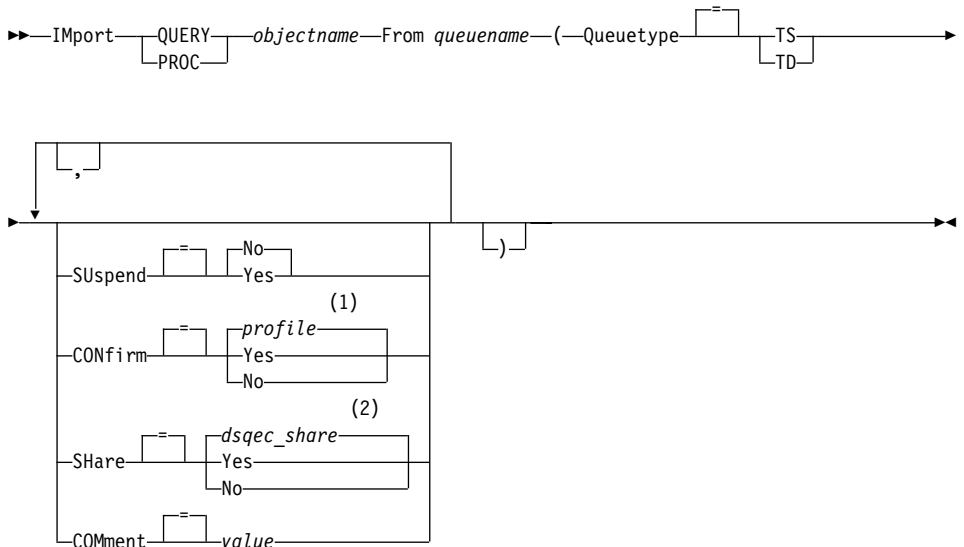 =
IMport QUERY objectname From queuename ( Queuetype TS
PROC TD
,
)
= No
SUspend Yes
(1)
= profile
CONfirm Yes
No
(2)
= dsqec_share
SHare Yes
No
=
COMment value